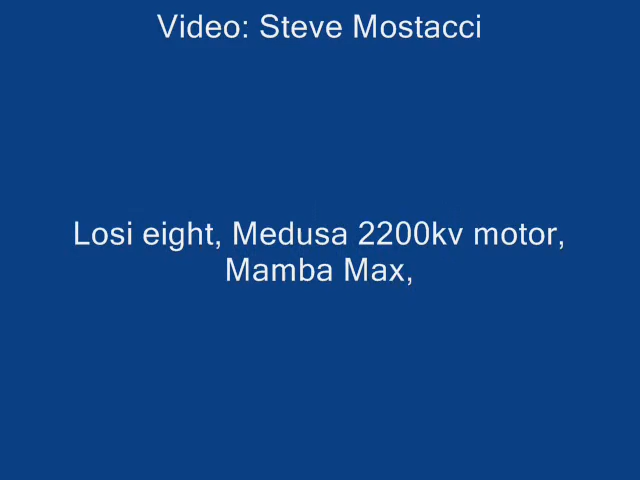 Video: Steve Mostacci
Losi eight, Medusa 2200kv motor,
Mamba Max,